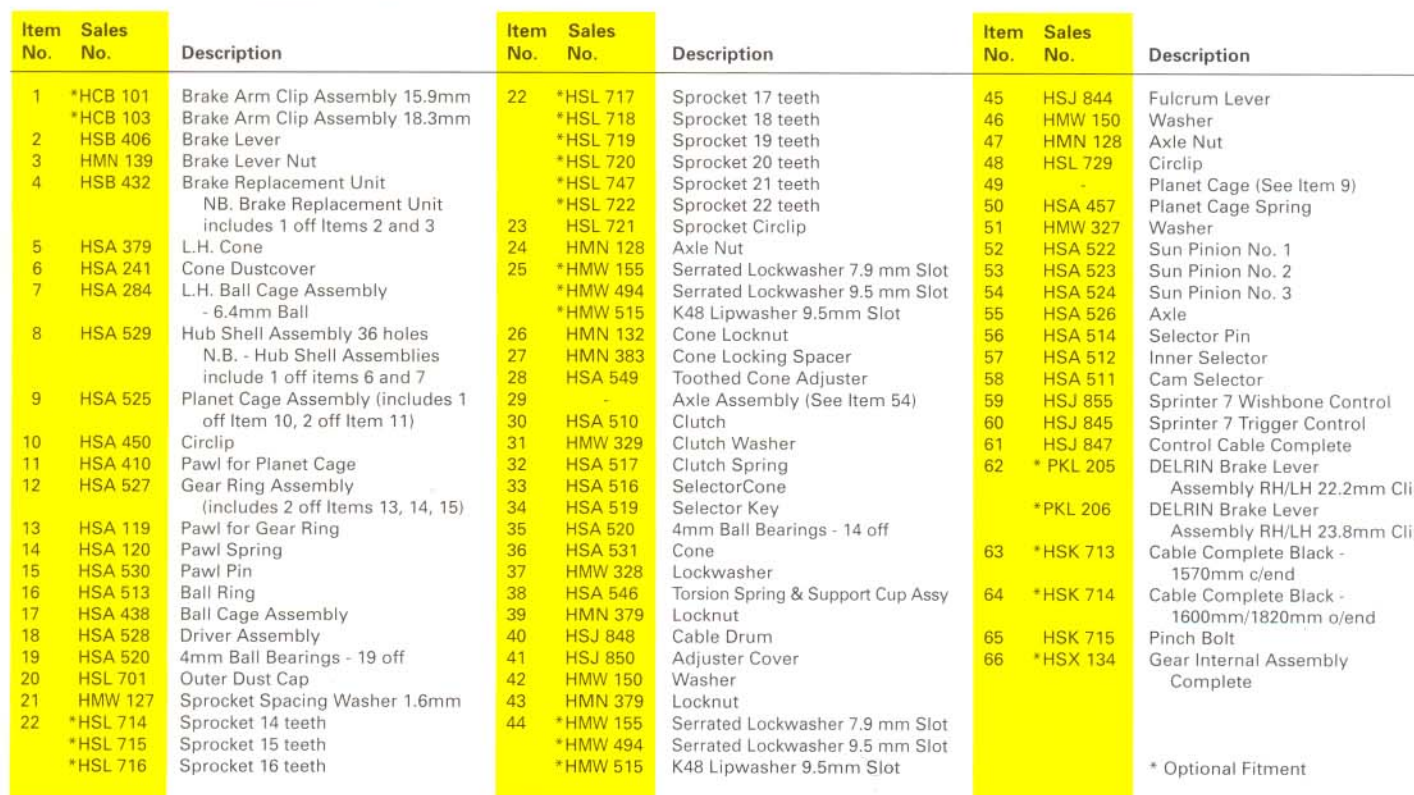 Item Sales
No. No. Description
1 *HCB 101 Brake Arm Clip Assembly 15.9mm
*HCB 103 Brake Arm Clip Assembly 18.3mm
2 HSB 406 Brake Lever
3 HMN 139 Brake Lever Nut
4 HSB 432 Brake Replacement Unit
NB. Brake Replacement Unit
includes 1 off Items 2 and 3
5 HSA 379 L.H. Cone
6 HSA 241 Cone Dustcover
7 HSA 284 L.H. Ball Cage Assembly
- 6.4mm Ball
8 HSA 529 Hub Shell Assembly 36 holes
N.B. - Hub Shell Assemblies
include 1 off items 6 and 7
9 HSA 525 Planet Cage Assembly (includes 1
off Item 10, 2 off Item 11)
10 HSA 450 Circlip
11 HSA 410 Pawl for Planet Cage
12 HSA 527 Gear Ring Assembly
(includes 2 off Items 13, 14, 15)
13 HSA 119 Pawl for Gear Ring
14 HSA 120 Pawl Spring
15 HSA 530 Pawl Pin
16 HSA 513 Ball Ring
17 HSA 438 Ball Cage Assembly
18 HSA 528 Driver Assembly
19 HSA 520 4mm Ball Bearings - 19 off
20 HSL 701 Outer Dust Cap
21 HMW 127 Sprocket Spacing Washer 1.6mm
22 *HSL 714 Sprocket 14 teeth
*HSL 715 Sprocket 15 teeth
*HSL 716 Sprocket 16 teeth
Item Sales
No. No. Description
22 *HSL 717 Sprocket 17 teeth
*HSL 718 Sprocket 18 teeth
*HSL 719 Sprocket 19 teeth
*HSL 720 Sprocket 20 teeth
*HSL 747 Sprocket 21 teeth
*HSL 722 Sprocket 22 teeth
23 HSL 721 Sprocket Circlip
24 HMN 128 Axle Nut
25 *HMW 155 Serrated Lockwasher 7.9 mm Slot
*HMW 494 Serrated Lockwasher 9.5 mm Slot
*HMW 515 K48 Lipwasher 9.5mm Slot
26 HMN 132 Cone Locknut
27 HMN 383 Cone Locking Spacer
28 HSA 549 Toothed Cone Adjuster
29 - Axle Assembly (See Item 54)
30 HSA 510 Clutch
31 HMW 329 Clutch Washer
32 HSA 517 Clutch Spring
33 HSA 516 SelectorCone
34 HSA 519 Selector Key
35 HSA 520 4mm Ball Bearings - 14 off
36 HSA 531 Cone
37 HMW 328 Lockwasher
38 HSA 546 Torsion Spring & Support Cup Assy
39 HMN 379 Locknut
40 HSJ 848 Cable Drum
41 HSJ 850 Adjuster Cover
42 HMW 150 Washer
43 HMN 379 Locknut
44 *HMW 155 Serrated Lockwasher 7.9 mm Slot
*HMW 494 Serrated Lockwasher 9.5 mm Slot
*HMW 515 K48 Lipwasher 9.5mm Slot
Item Sales
No. No. Description
45 HSJ 844 Fulcrum Lever
46 HMW 150 Washer
47 HMN 128 Axle Nut
48 HSL 729 Circlip
49 - Planet Cage (See Item 9)
50 HSA 457 Planet Cage Spring
51 HMW 327 Washer
52 HSA 522 Sun Pinion No. 1
53 HSA 523 Sun Pinion No. 2
54 HSA 524 Sun Pinion No. 3
55 HSA 526 Axle
56 HSA 514 Selector Pin
57 HSA 512 Inner Selector
58 HSA 511 Cam Selector
59 HSJ 855 Sprinter 7 Wishbone Control
60 HSJ 845 Sprinter 7 Trigger Control
61 HSJ 847 Control Cable Complete
62 * PKL 205 DELRIN Brake Lever
Assembly RH/LH 22.2mm Cli
*PKL 206 DELRIN Brake Lever
Assembly RH/LH 23.8mm Cli
63 *HSK 713 Cable Complete Black -
1570mm c/end
64 *HSK 714 Cable Complete Black -
1600mm/1820mm o/end
65 HSK 715 Pinch Bolt
66 *HSX 134 Gear Internal Assembly
Complete
* Optional Fitment